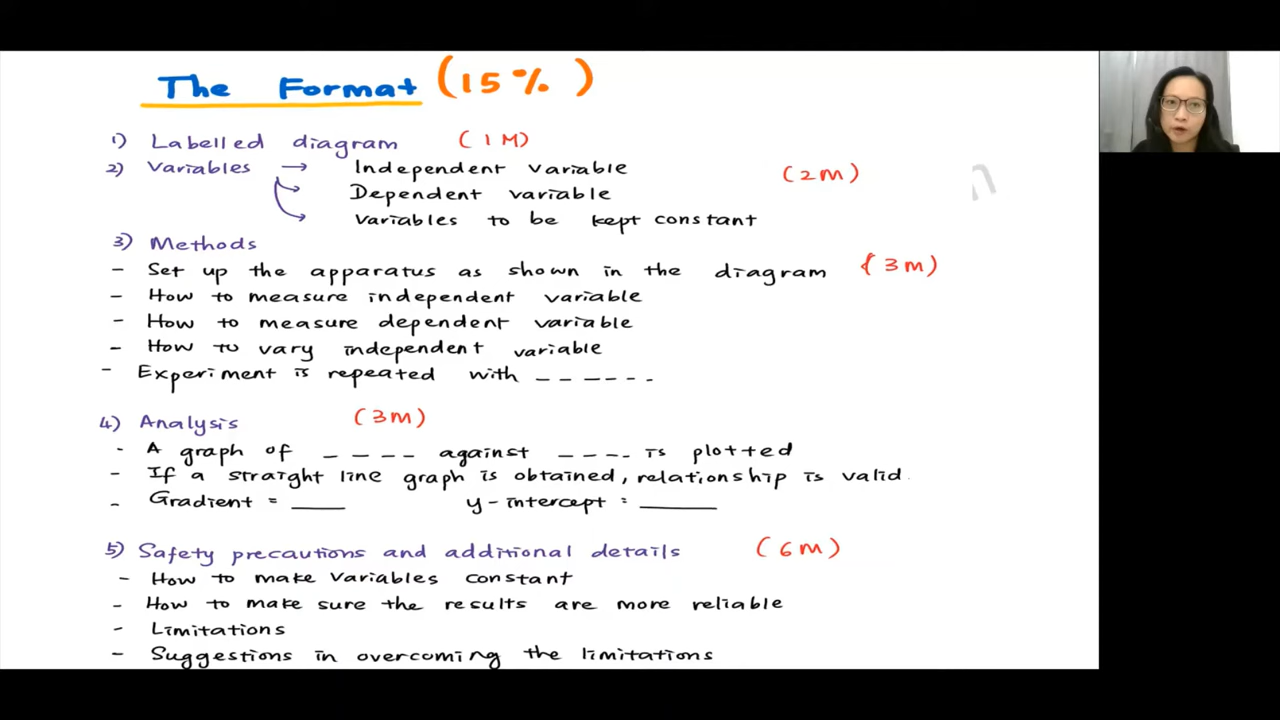 The Format (15%)
1) Labelled diagram (1M)
2) Variables → Independent variable (2M)
Dependent variable
Variables to be kept constant
3) Methods
- Set up the apparatus as shown in the diagram (3M)
- How to measure independent variable
- How to measure dependent variable
- How to vary independent variable
- Experiment is repeated with _ _ _ _ _ _
4) Analysis (3M)
- A graph of _ _ _ _ against _ _ _ _ is plotted
- If a straight line graph is obtained, relationship is valid.
- Gradient = ____ y-intercept = ____
5) Safety precautions and additional details (6M)
- How to make variables constant
- How to make sure the results are more reliable
- Limitations
- Suggestions in overcoming the limitations